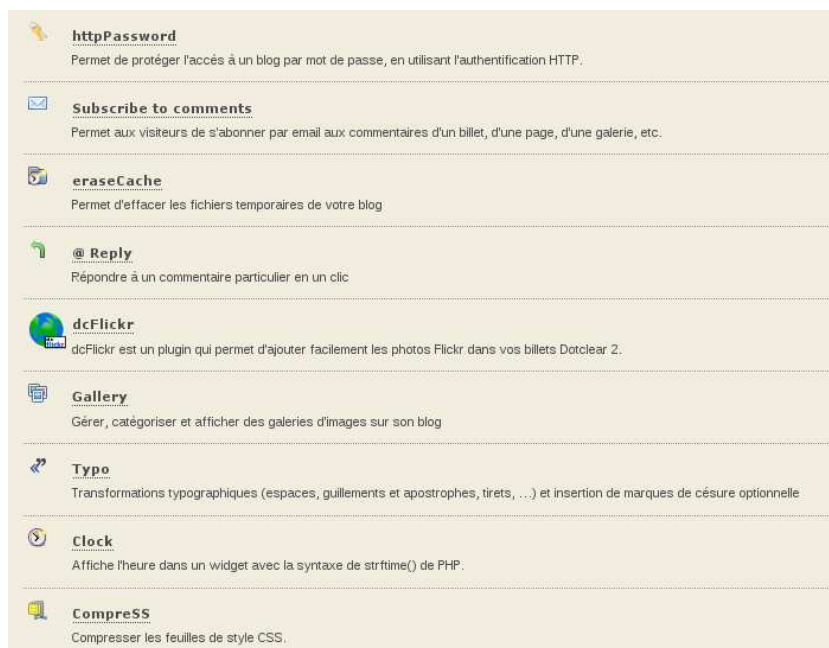 httpPassword
Permet de protéger l'accés à un blog par mot de passe, en utilisant l'authentification HTTP.
Subscribe to comments
Permet aux visiteurs de s'abonner par email aux commentaires d'un billet, d'une page, d'une galerie, etc.
eraseCache
Permet d'effacer les fichiers temporaires de votre blog
@ Reply
Répondre à un commentaire particulier en un clic
dcFlickr
flickr
dcFlickr est un plugin qui permet d'ajouter facilement les photos Flickr dans vos billets Dotclear 2.
Gallery
Gérer, catégoriser et afficher des galeries d'images sur son blog
Typo
Transformations typographiques (espaces, guillements et apostrophes, tirets, ...) et insertion de marques de césure optionnelle
Clock
Affiche l'heure dans un widget avec la syntaxe de strftime() de PHP.
CompreSS
Compresser les feuilles de style CSS.